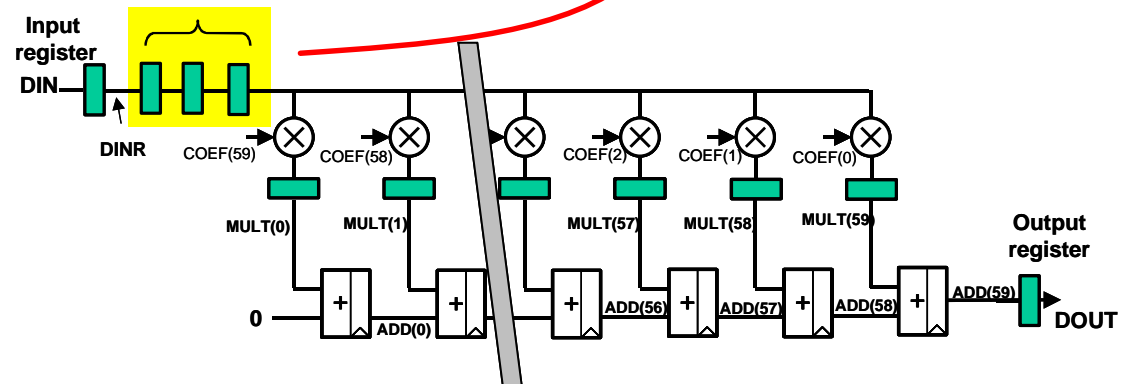 Input
register
DIN
DINR
COEF(59)
COEF(58)
COEF(2)
COEF(1)
COEF(0)
MULT(0)
MULT(1)
MULT(57)
MULT(58)
MULT(59)
Output
register
0
+
ADD(0)
+
+
ADD(56)
+
ADD(57)
+
ADD(58)
+
ADD(59)
DOUT